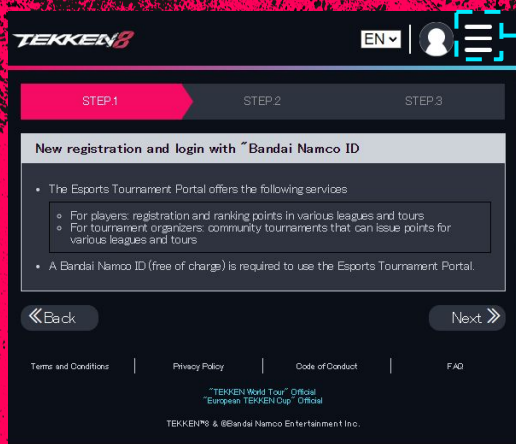 TEKKEN8
EN
STEP.1 STEP.2 STEP.3
New registration and login with ˜Bandai Namco ID
• The Esports Tournament Portal offers the following services
○ For players: registration and ranking points in various leagues and tours
○ For tournament organizers: community tournaments that can issue points for
various leagues and tours
• A Bandai Namco ID (free of charge) is required to use the Esports Tournament Portal.
≪Back
Next ≫
Terms and Conditions | Privacy Policy | Code of Conduct | FAQ
˜TEKKEN World Tour˝ Official
˜European TEKKEN Cup˝ Official
TEKKEN™8 & ©Bandai Namco Entertainment Inc.